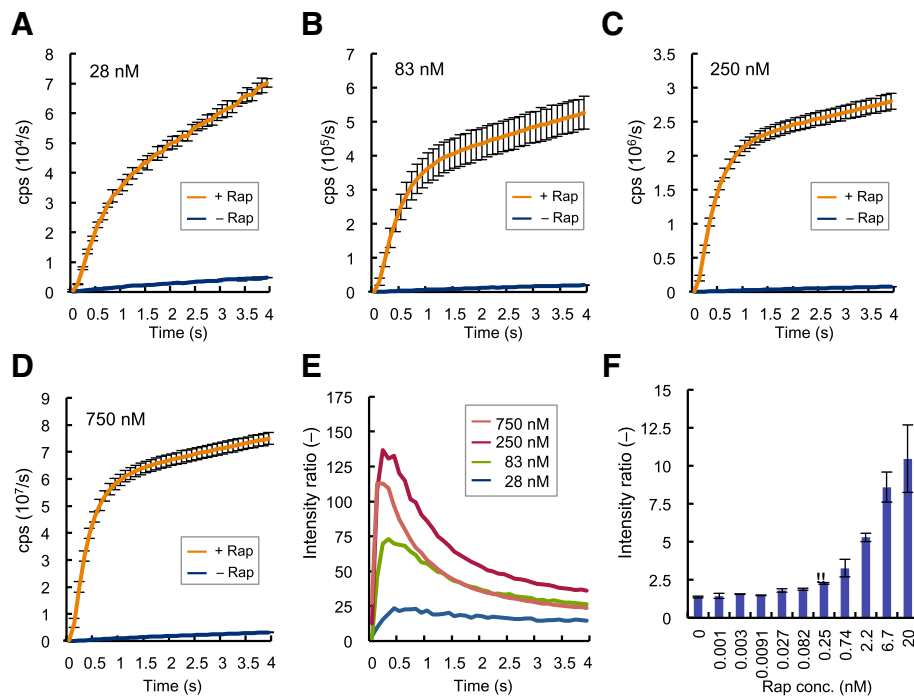 A
28 nM
cps (10⁴/s)
8
7
6
5
4
3
2
1
0
+ Rap
– Rap
0 0.5 1 1.5 2 2.5 3 3.5 4
Time (s)
B
83 nM
cps (10⁵/s)
7
6
5
4
3
2
1
0
+ Rap
– Rap
0 0.5 1 1.5 2 2.5 3 3.5 4
Time (s)
C
250 nM
cps (10⁶/s)
3.5
3
2.5
2
1.5
1
0.5
0
+ Rap
– Rap
0 0.5 1 1.5 2 2.5 3 3.5 4
Time (s)
D
750 nM
cps (10⁷/s)
9
8
7
6
5
4
3
2
1
0
+ Rap
– Rap
0 0.5 1 1.5 2 2.5 3 3.5 4
Time (s)
E
Intensity ratio (–)
175
150
125
100
75
50
25
0
750 nM
250 nM
83 nM
28 nM
0 0.5 1 1.5 2 2.5 3 3.5 4
Time (s)
F
Intensity ratio (–)
15
12.5
10
7.5
5
2.5
0
!!
0 0.001 0.003 0.0091 0.027 0.082 0.25 0.74 2.2 6.7 20
Rap conc. (nM)